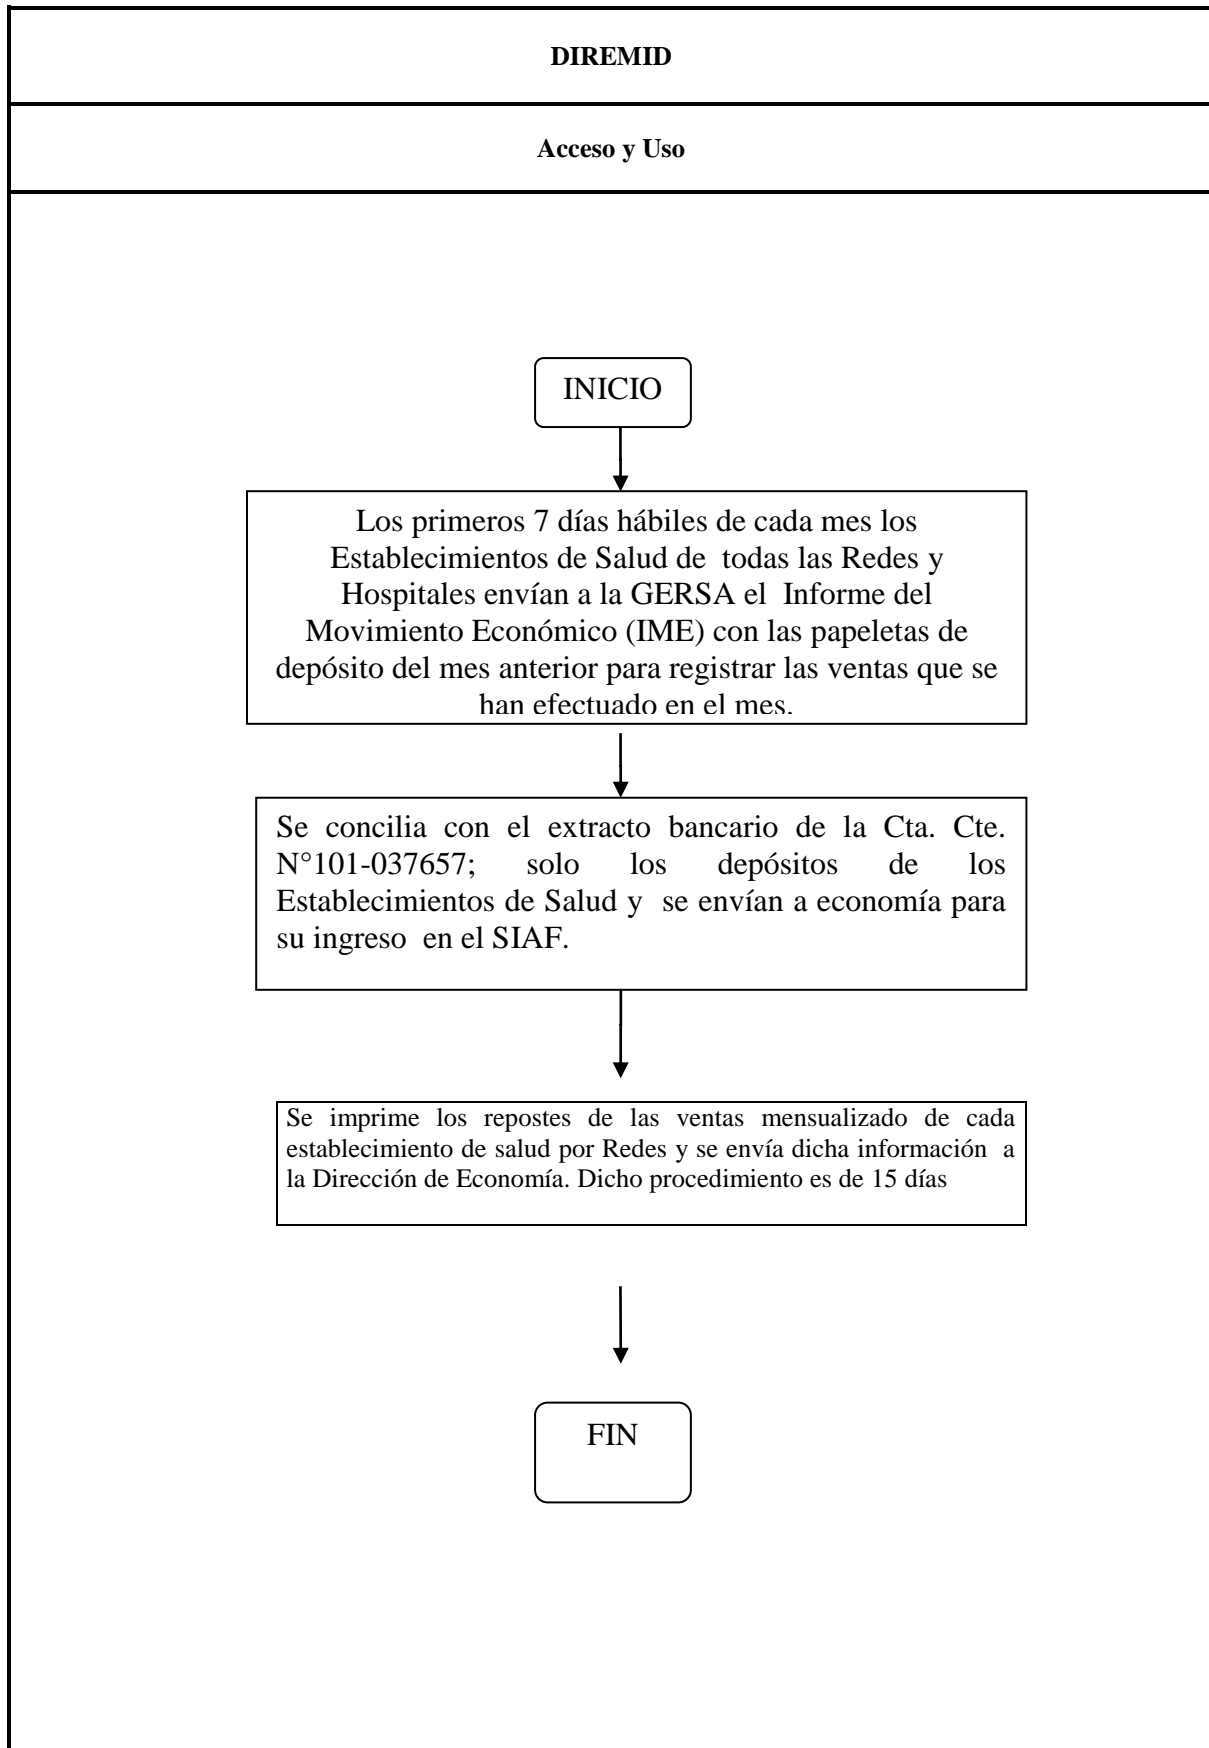 DIREMID
Acceso y Uso
INICIO
Los primeros 7 días hábiles de cada mes los
Establecimientos de Salud de todas las Redes y
Hospitales envían a la GERSA el Informe del
Movimiento Económico (IME) con las papeletas de
depósito del mes anterior para registrar las ventas que se
han efectuado en el mes.
Se concilia con el extracto bancario de la Cta. Cte.
N°101-037657; solo los depósitos de los
Establecimientos de Salud y se envían a economía para
su ingreso en el SIAF.
Se imprime los repostes de las ventas mensualizado de cada
establecimiento de salud por Redes y se envía dicha información a
la Dirección de Economía. Dicho procedimiento es de 15 días
FIN